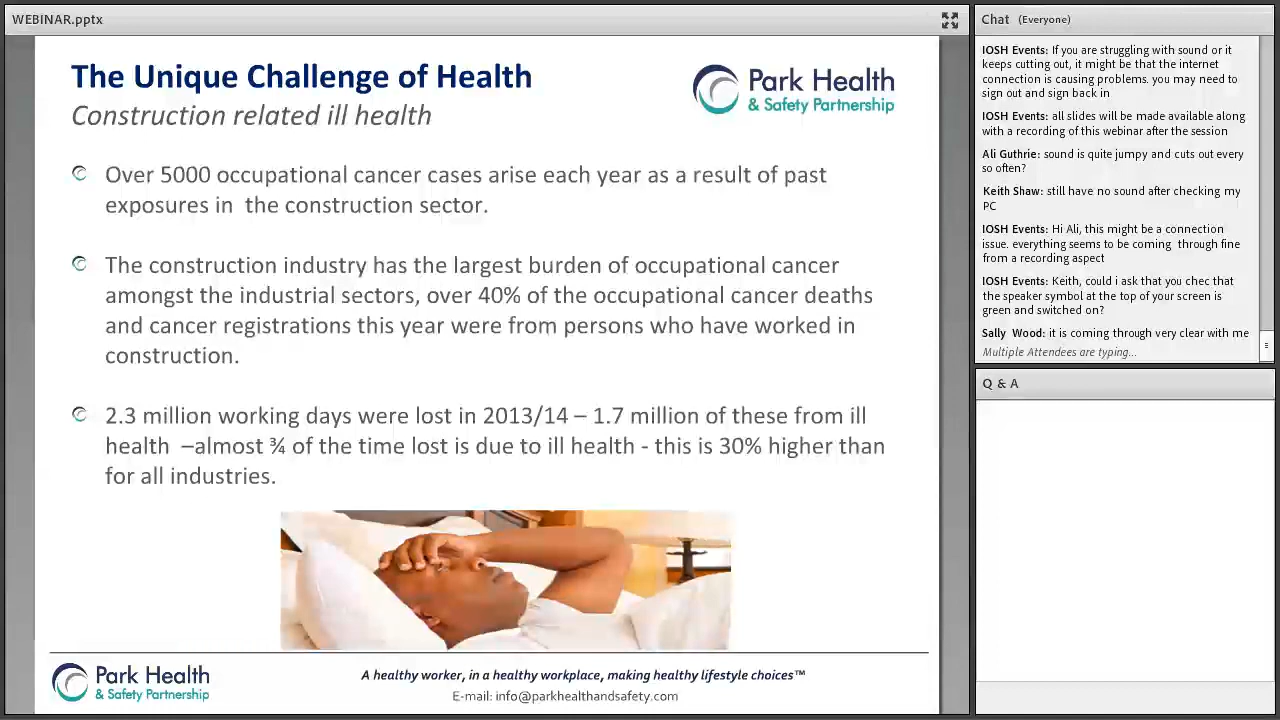 WEBINAR.pptx
The Unique Challenge of Health
Construction related ill health
Park Health
& Safety Partnership
Over 5000 occupational cancer cases arise each year as a result of past
exposures in the construction sector.
The construction industry has the largest burden of occupational cancer
amongst the industrial sectors, over 40% of the occupational cancer deaths
and cancer registrations this year were from persons who have worked in
construction.
2.3 million working days were lost in 2013/14 – 1.7 million of these from ill
health –almost ¾ of the time lost is due to ill health - this is 30% higher than
for all industries.
Park Health
& Safety Partnership
A healthy worker, in a healthy workplace, making healthy lifestyle choices™
E-mail: info@parkhealthandsafety.com
Chat (Everyone)
IOSH Events: If you are struggling with sound or it
keeps cutting out, it might be that the internet
connection is causing problems. you may need to
sign out and sign back in
IOSH Events: all slides will be made available along
with a recording of this webinar after the session
Ali Guthrie: sound is quite jumpy and cuts out every
so often?
Keith Shaw: still have no sound after checking my
PC
IOSH Events: Hi Ali, this might be a connection
issue. everything seems to be coming through fine
from a recording aspect
IOSH Events: Keith, could i ask that you chec that
the speaker symbol at the top of your screen is
green and switched on?
Sally Wood: it is coming through very clear with me
Multiple Attendees are typing...
Q & A